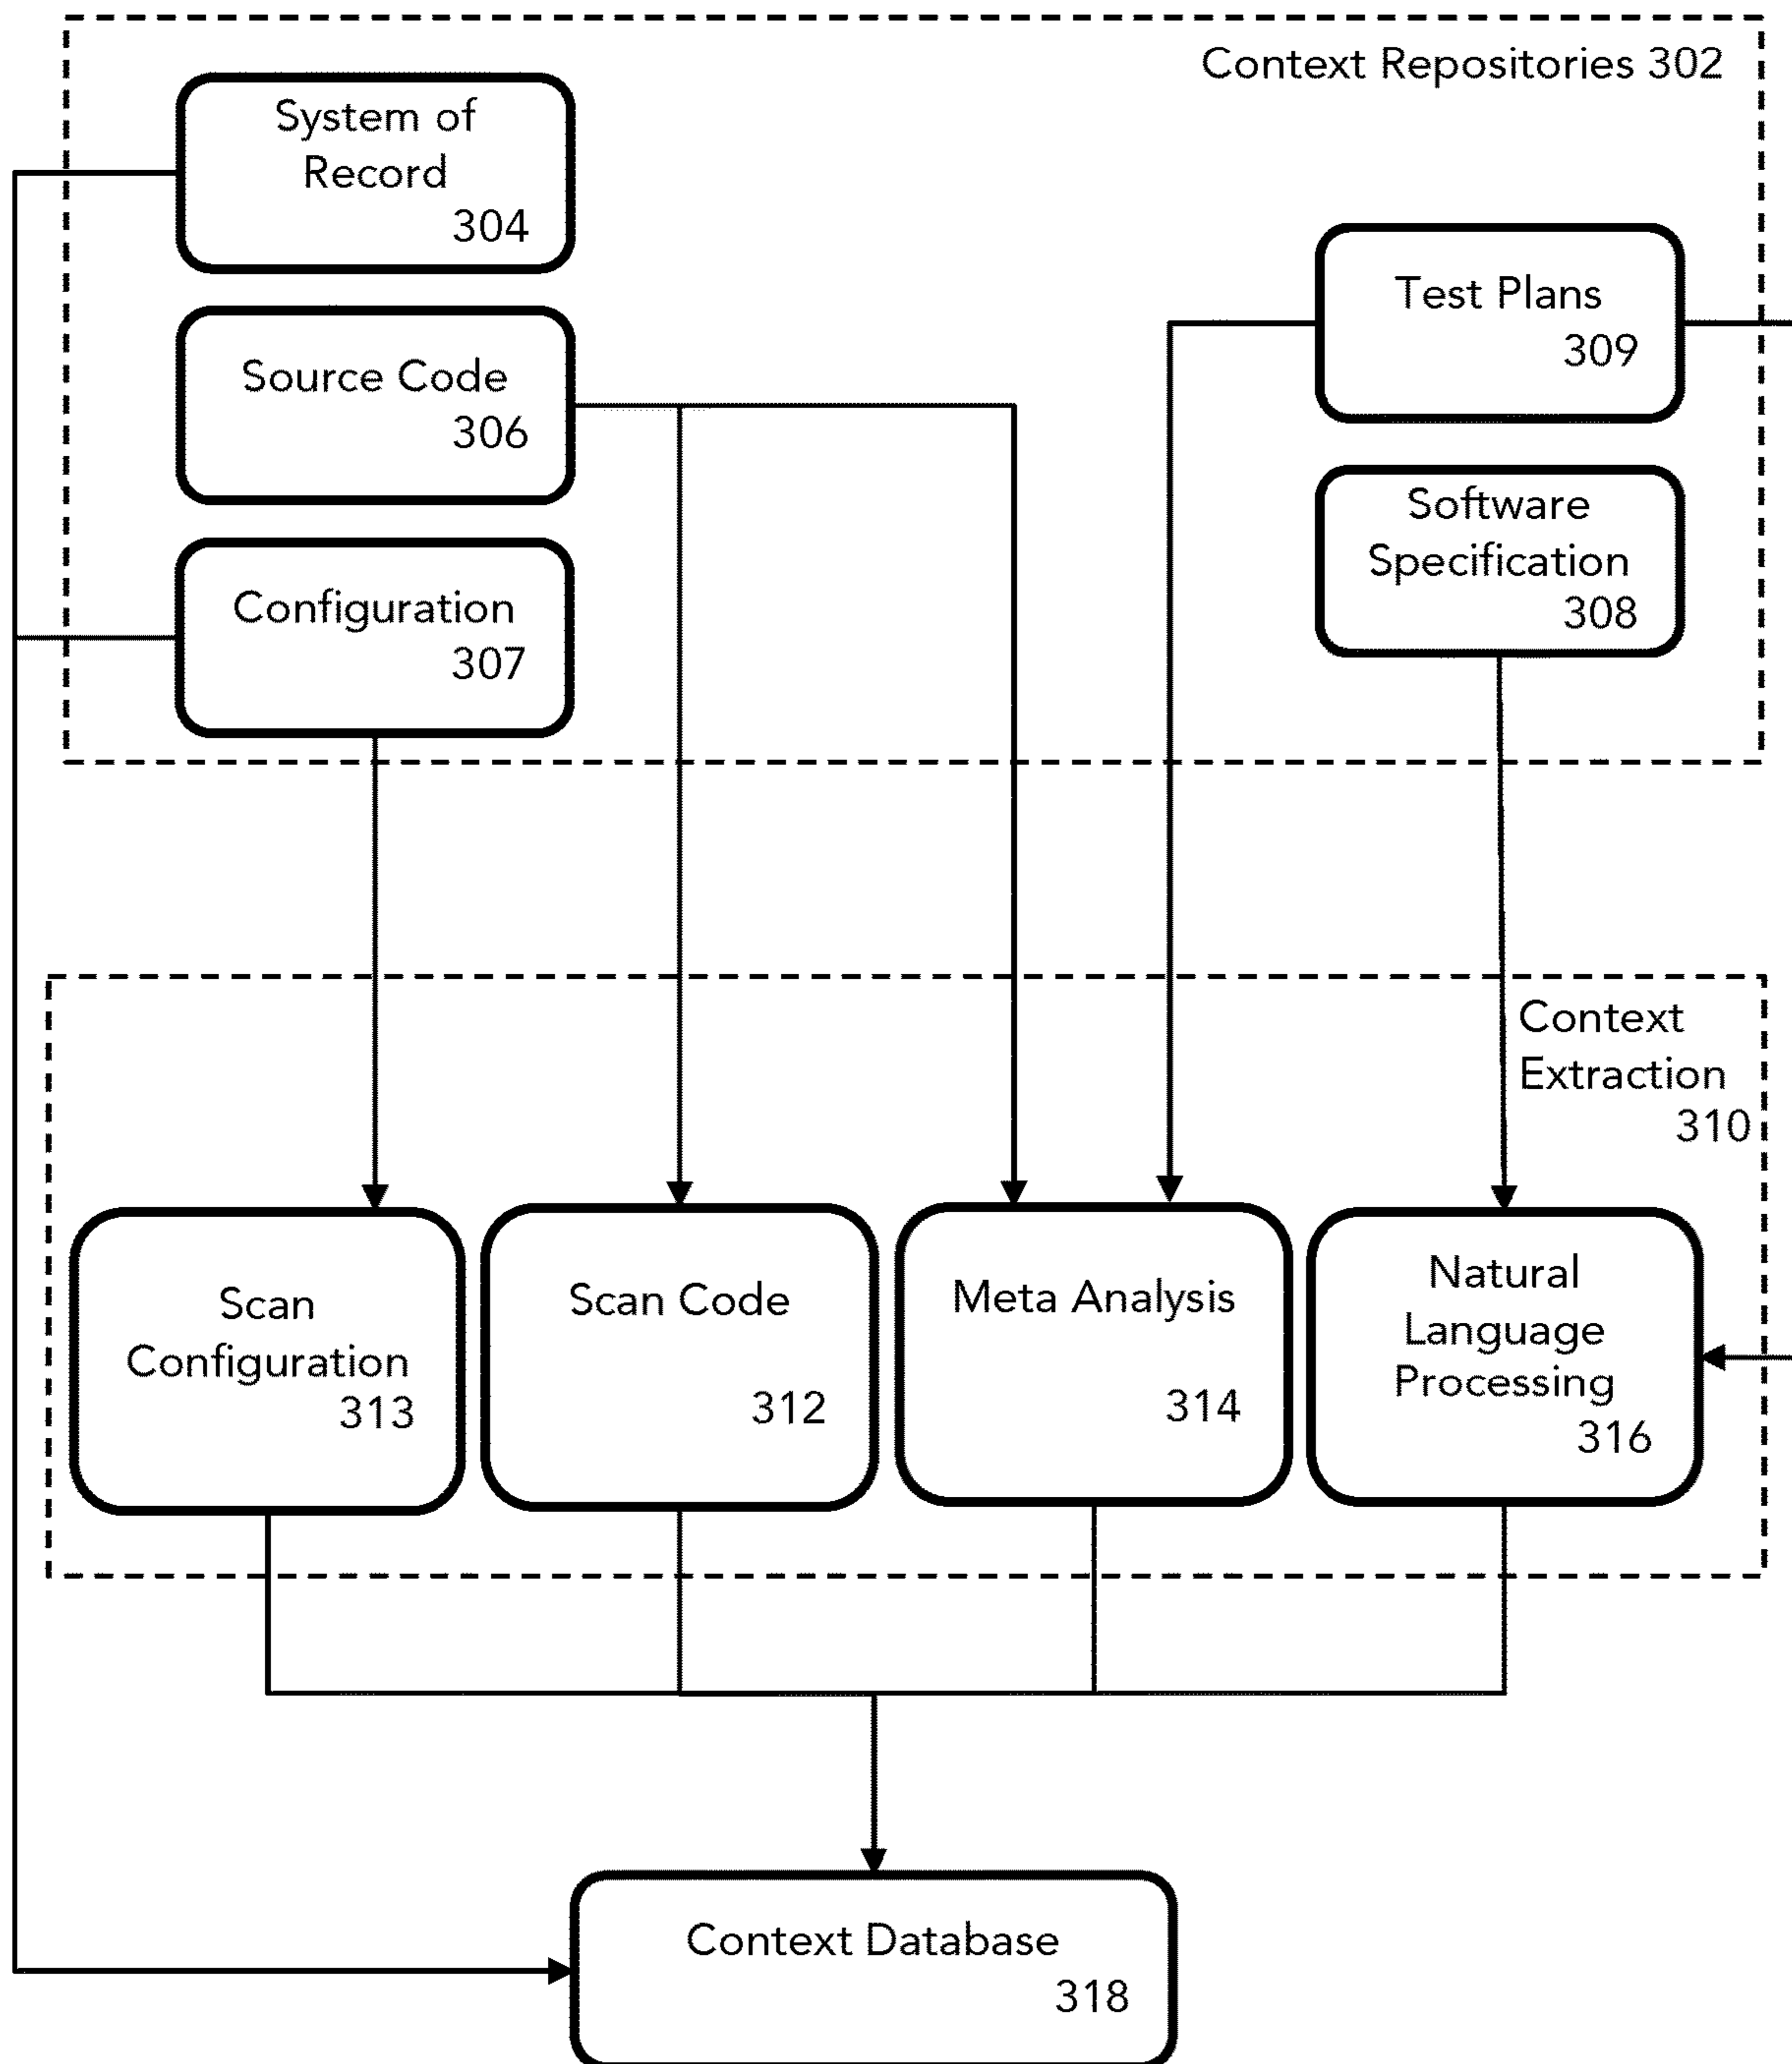 Context Repositories 302
System of
Record
304
Source Code
306
Configuration
307
Test Plans
309
Software
Specification
308
Context
Extraction
310
Scan
Configuration
313
Scan Code
312
Meta Analysis
314
Natural
Language
Processing
316
Context Database
318